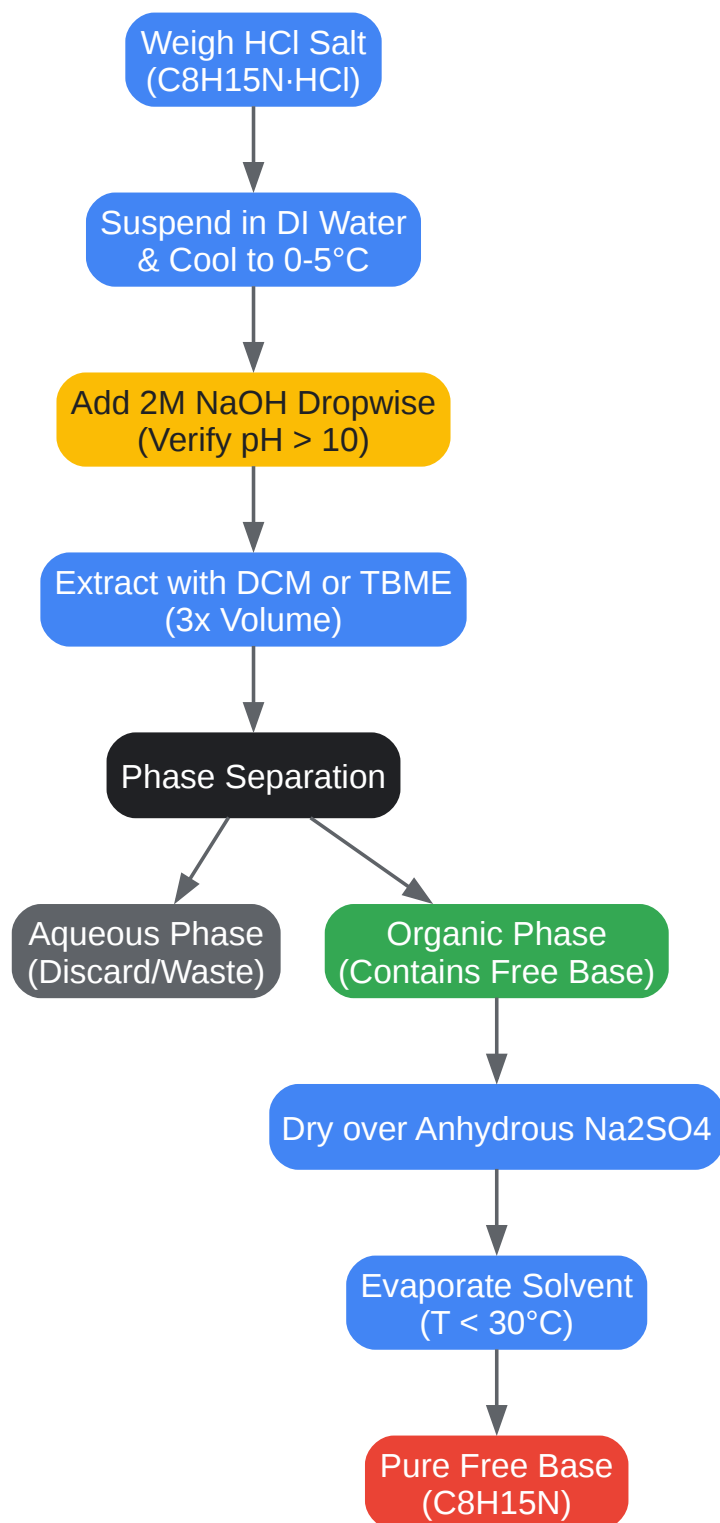 Weigh HCl Salt
(C8H15N·HCl)
Suspend in DI Water
& Cool to 0-5°C
Add 2M NaOH Dropwise
(Verify pH > 10)
Extract with DCM or TBME
(3x Volume)
Phase Separation
Aqueous Phase
(Discard/Waste)
Organic Phase
(Contains Free Base)
Dry over Anhydrous Na2SO4
Evaporate Solvent
(T < 30°C)
Pure Free Base
(C8H15N)